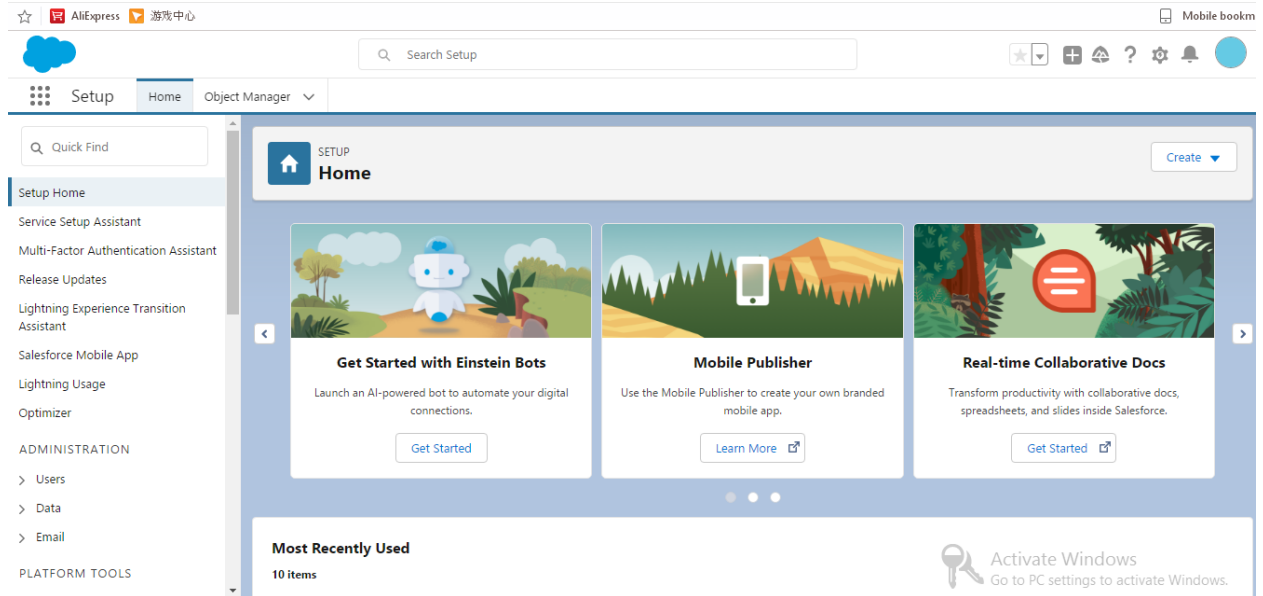 AliExpress 游戏中心 Mobile bookm
Search Setup
Setup Home Object Manager
Quick Find
SETUP
Home
Create
Setup Home
Service Setup Assistant
Multi-Factor Authentication Assistant
Release Updates
Lightning Experience Transition
Assistant
Salesforce Mobile App
Lightning Usage
Optimizer
ADMINISTRATION
Users
Data
Email
PLATFORM TOOLS
Get Started with Einstein Bots
Launch an AI-powered bot to automate your digital
connections.
Get Started
Mobile Publisher
Use the Mobile Publisher to create your own branded
mobile app.
Learn More
Real-time Collaborative Docs
Transform productivity with collaborative docs,
spreadsheets, and slides inside Salesforce.
Get Started
Most Recently Used
10 items
Activate Windows
Go to PC settings to activate Windows.